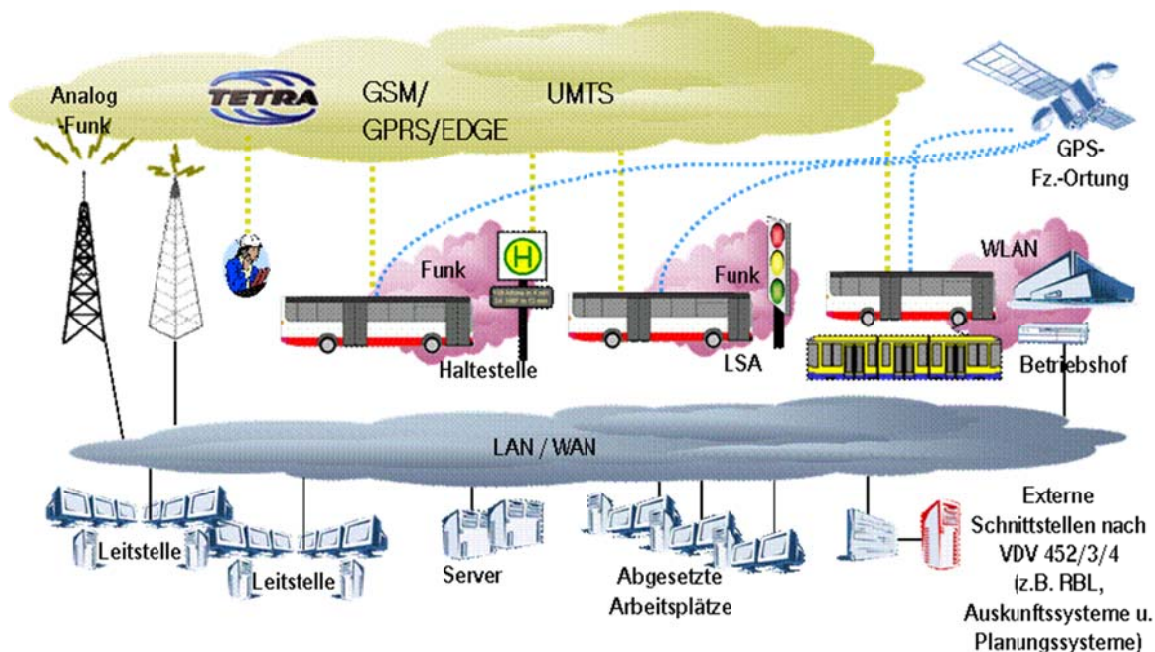 Analog
-Funk
TETRA
GSM/
GPRS/EDGE
UMTS
GPS-
Fz.-Ortung
Funk
H
Haltestelle
Funk
LSA
WLAN
Betriebshof
LAN / WAN
Leitstelle
Leitstelle
Server
Abgesetzte
Arbeitsplätze
Externe
Schnittstellen nach
VDV 452/3/4
(z.B. RBL,
Auskunftssysteme u.
Planungssysteme)